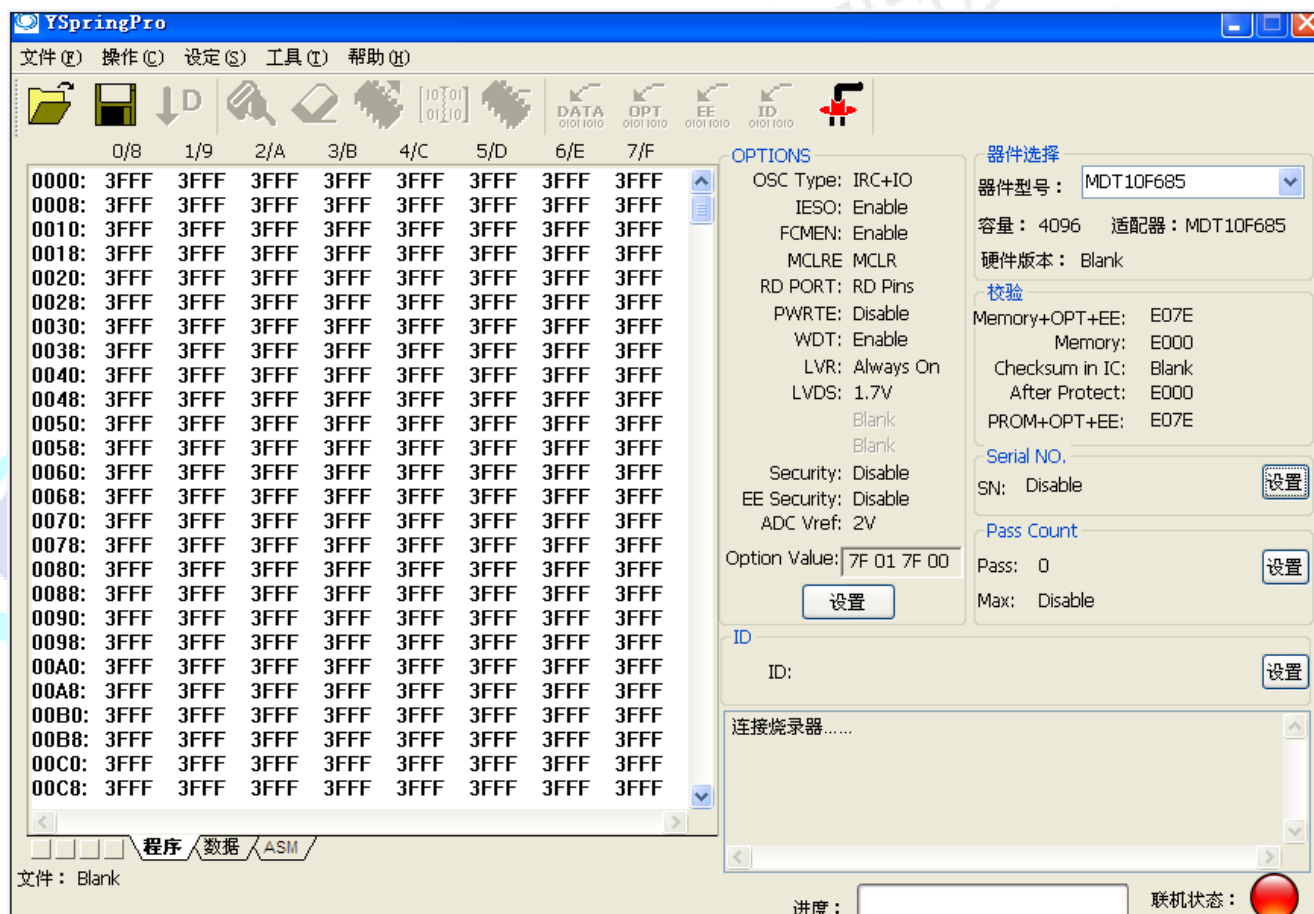 YSpringPro
文件(F) 操作(C) 设定(S) 工具(T) 帮助(H)
D DATA OPT EE ID
0/8 1/9 2/A 3/B 4/C 5/D 6/E 7/F
0000: 3FFF 3FFF 3FFF 3FFF 3FFF 3FFF 3FFF 3FFF
0008: 3FFF 3FFF 3FFF 3FFF 3FFF 3FFF 3FFF 3FFF
0010: 3FFF 3FFF 3FFF 3FFF 3FFF 3FFF 3FFF 3FFF
0018: 3FFF 3FFF 3FFF 3FFF 3FFF 3FFF 3FFF 3FFF
0020: 3FFF 3FFF 3FFF 3FFF 3FFF 3FFF 3FFF 3FFF
0028: 3FFF 3FFF 3FFF 3FFF 3FFF 3FFF 3FFF 3FFF
0030: 3FFF 3FFF 3FFF 3FFF 3FFF 3FFF 3FFF 3FFF
0038: 3FFF 3FFF 3FFF 3FFF 3FFF 3FFF 3FFF 3FFF
0040: 3FFF 3FFF 3FFF 3FFF 3FFF 3FFF 3FFF 3FFF
0048: 3FFF 3FFF 3FFF 3FFF 3FFF 3FFF 3FFF 3FFF
0050: 3FFF 3FFF 3FFF 3FFF 3FFF 3FFF 3FFF 3FFF
0058: 3FFF 3FFF 3FFF 3FFF 3FFF 3FFF 3FFF 3FFF
0060: 3FFF 3FFF 3FFF 3FFF 3FFF 3FFF 3FFF 3FFF
0068: 3FFF 3FFF 3FFF 3FFF 3FFF 3FFF 3FFF 3FFF
0070: 3FFF 3FFF 3FFF 3FFF 3FFF 3FFF 3FFF 3FFF
0078: 3FFF 3FFF 3FFF 3FFF 3FFF 3FFF 3FFF 3FFF
0080: 3FFF 3FFF 3FFF 3FFF 3FFF 3FFF 3FFF 3FFF
0088: 3FFF 3FFF 3FFF 3FFF 3FFF 3FFF 3FFF 3FFF
0090: 3FFF 3FFF 3FFF 3FFF 3FFF 3FFF 3FFF 3FFF
0098: 3FFF 3FFF 3FFF 3FFF 3FFF 3FFF 3FFF 3FFF
00A0: 3FFF 3FFF 3FFF 3FFF 3FFF 3FFF 3FFF 3FFF
00A8: 3FFF 3FFF 3FFF 3FFF 3FFF 3FFF 3FFF 3FFF
00B0: 3FFF 3FFF 3FFF 3FFF 3FFF 3FFF 3FFF 3FFF
00B8: 3FFF 3FFF 3FFF 3FFF 3FFF 3FFF 3FFF 3FFF
00C0: 3FFF 3FFF 3FFF 3FFF 3FFF 3FFF 3FFF 3FFF
00C8: 3FFF 3FFF 3FFF 3FFF 3FFF 3FFF 3FFF 3FFF
程序 数据 ASM
文件： Blank
OPTIONS
OSC Type: IRC+IO
IESO: Enable
FCMEN: Enable
MCLRE MCLR
RD PORT: RD Pins
PWRTE: Disable
WDT: Enable
LVR: Always On
LVDS: 1.7V
Blank
Blank
Security: Disable
EE Security: Disable
ADC Vref: 2V
Option Value: 7F 01 7F 00
设置
器件选择
器件型号： MDT10F685
容量： 4096 适配器：MDT10F685
硬件版本： Blank
校验
Memory+OPT+EE: E07E
Memory: E000
Checksum in IC: Blank
After Protect: E000
PROM+OPT+EE: E07E
Serial NO.
SN: Disable 设置
Pass Count
Pass: 0 设置
Max: Disable
ID
ID: 设置
连接烧录器......
进度： 联机状态：